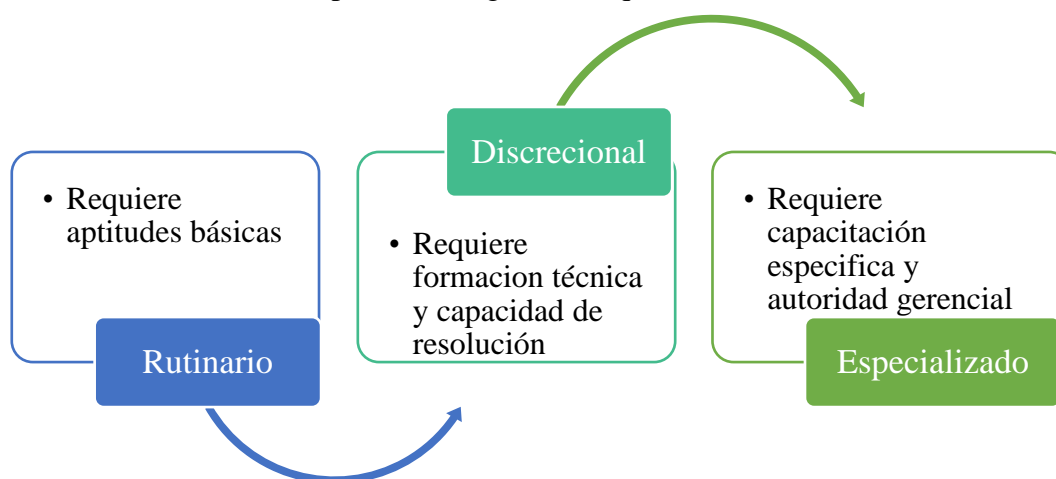 • Requiere
aptitudes básicas
Rutinario
Discrecional
• Requiere
formacion técnica
y capacidad de
resolución
• Requiere
capacitación
especifica y
autoridad gerencial
Especializado